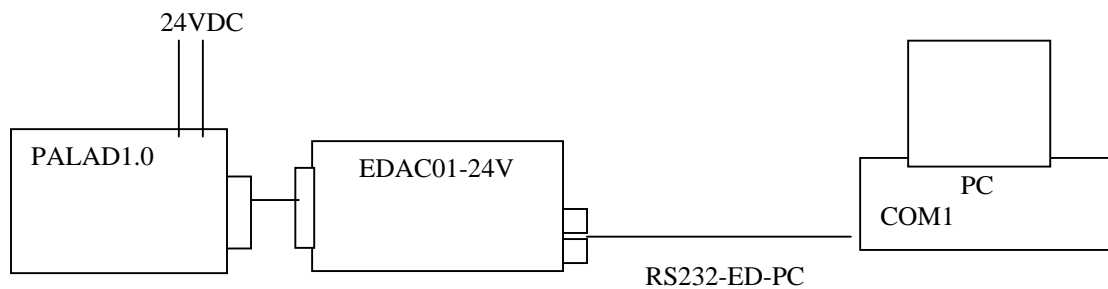 24VDC
PALAD1.0
EDAC01-24V
PC
COM1
RS232-ED-PC